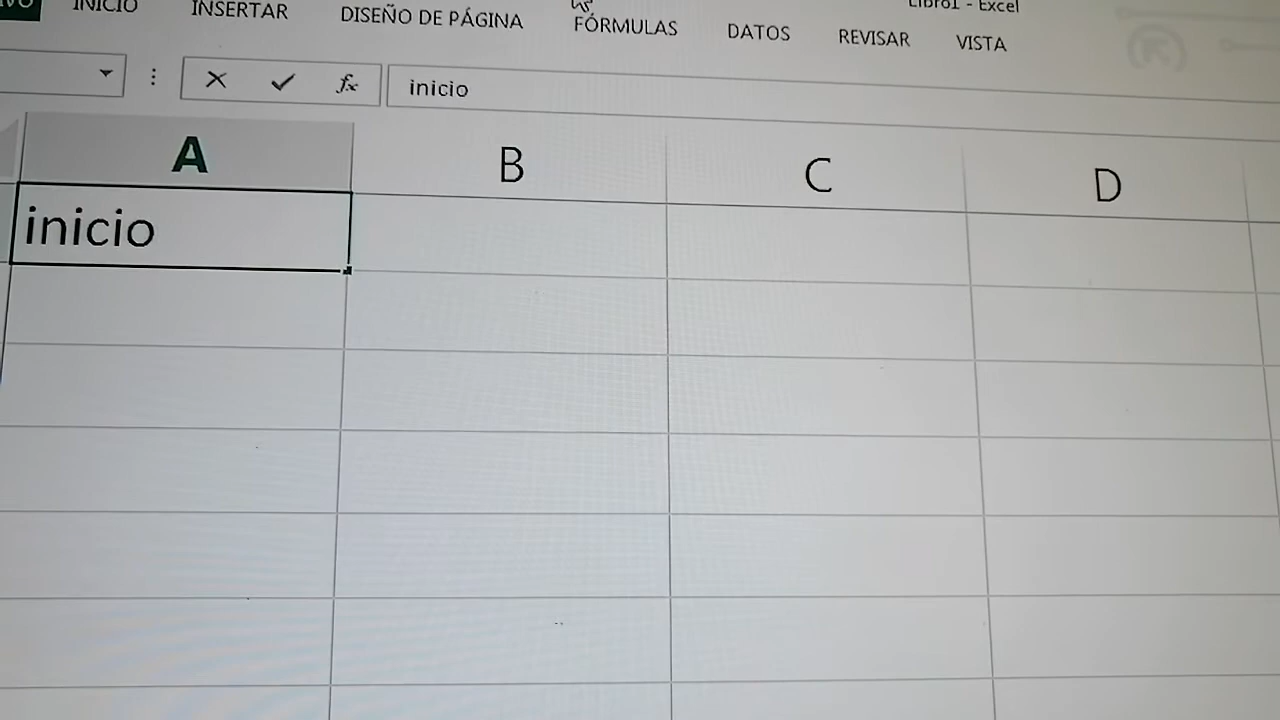 INICIO INSERTAR DISEÑO DE PÁGINA FÓRMULAS DATOS REVISAR VISTA
Libro1 - Excel
fx inicio
A B C D
inicio